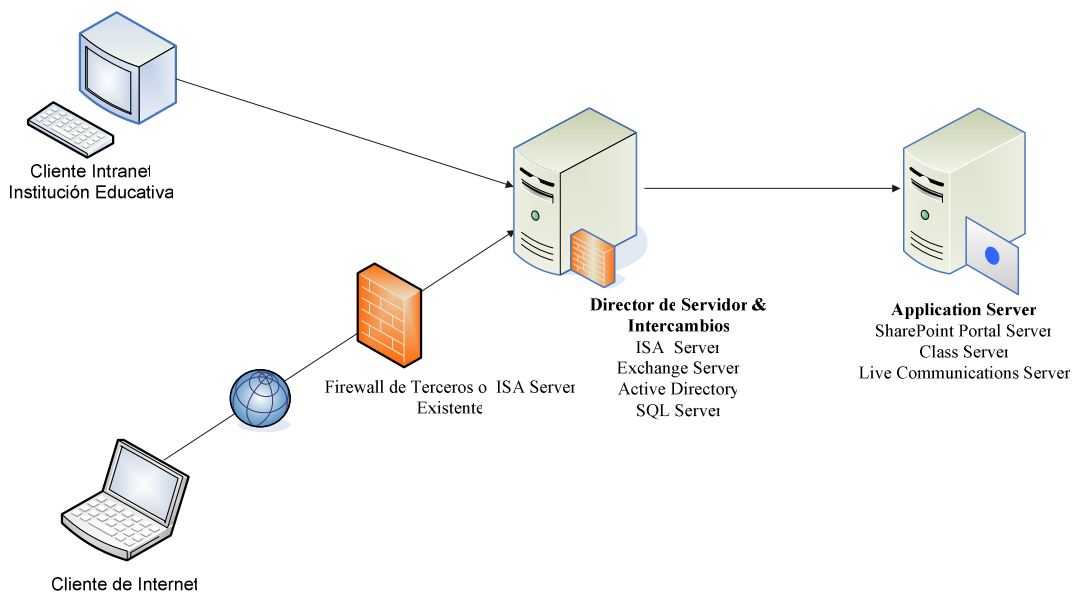 Cliente Intranet
Institución Educativa
Director de Servidor &
Intercambios
ISA Server
Exchange Server
Active Directory
SQL Server
Application Server
SharePoint Portal Server
Class Server
Live Communications Server
Firewall de Terceros o ISA Server
Existente
Cliente de Internet